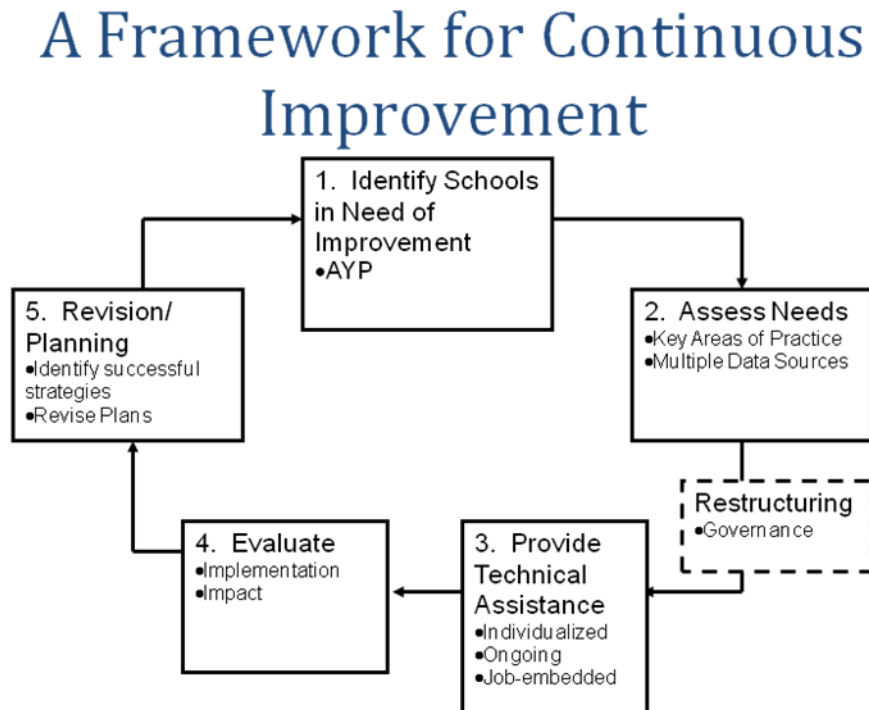 A Framework for Continuous
Improvement
1. Identify Schools
in Need of
Improvement
•AYP
2. Assess Needs
•Key Areas of Practice
•Multiple Data Sources
Restructuring
•Governance
3. Provide
Technical
Assistance
•Individualized
•Ongoing
•Job-embedded
4. Evaluate
•Implementation
•Impact
5. Revision/
Planning
•Identify successful
strategies
•Revise Plans